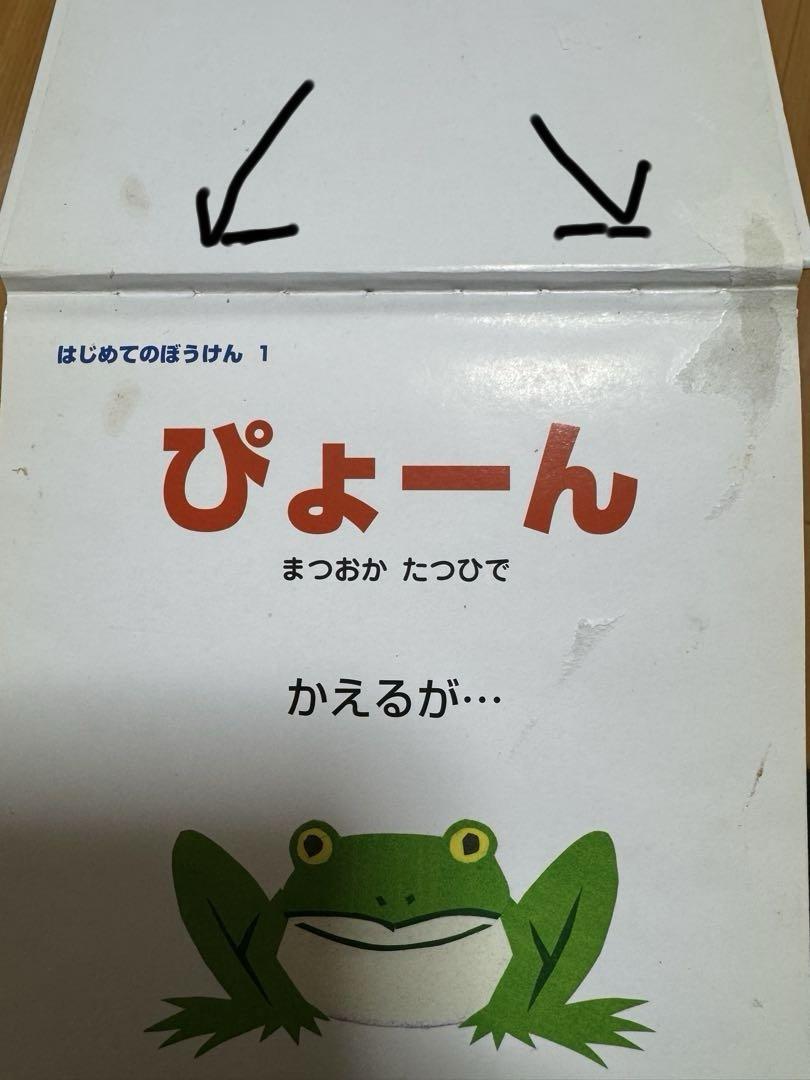 はじめてのぼうけん 1
ぴょーん
まつおか たつひで
かえるが…